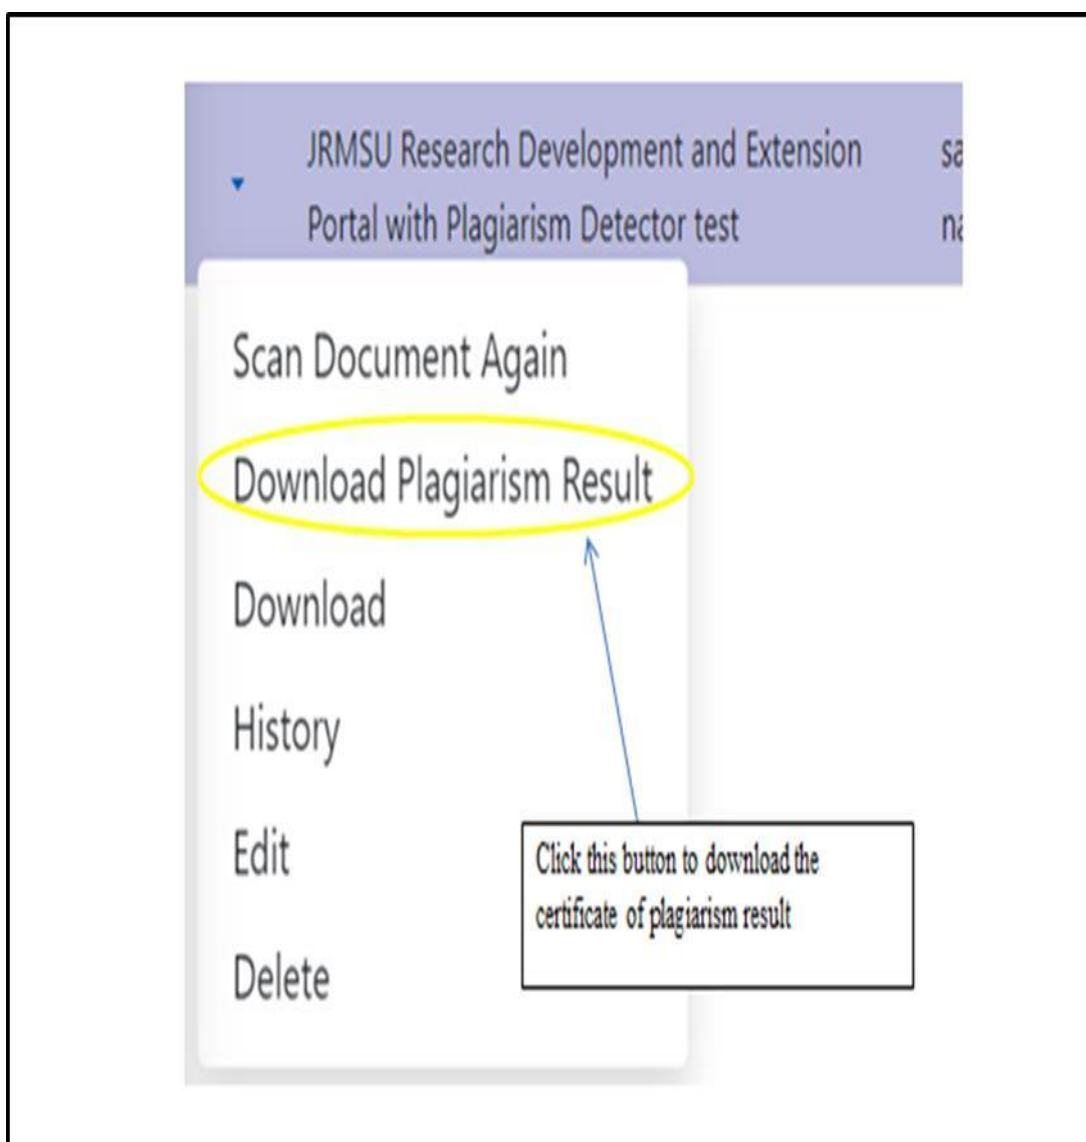 JRMSU Research Development and Extension
Portal with Plagiarism Detector test
Scan Document Again
Download Plagiarism Result
Download
History
Edit
Delete
Click this button to download the
certificate of plagiarism result